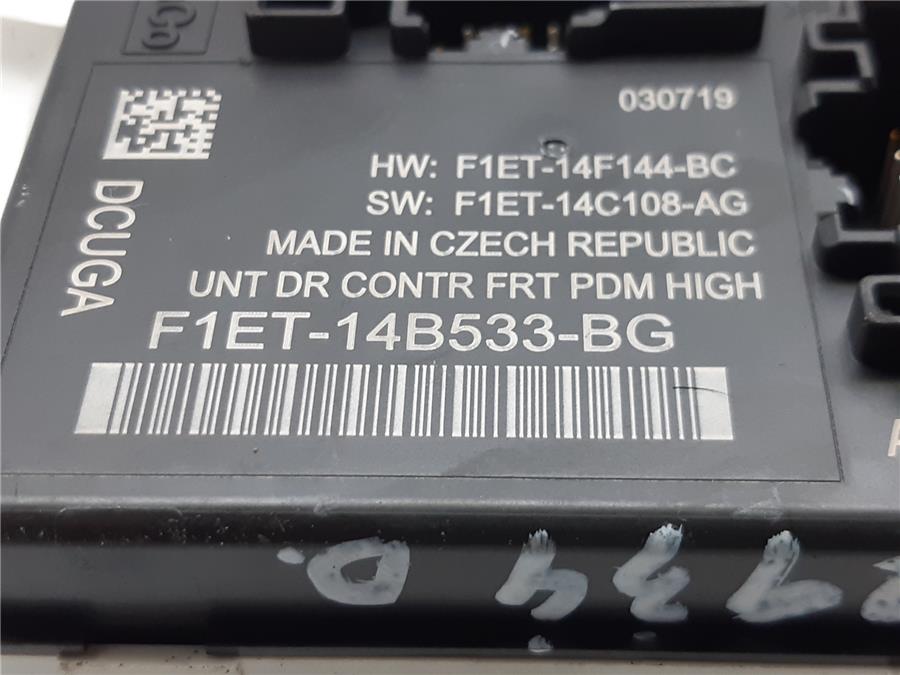 030719
HW: F1ET-14F144-BC
SW: F1ET-14C108-AG
MADE IN CZECH REPUBLIC
UNT DR CONTR FRT PDM HIGH
F1ET-14B533-BG
DCUGA